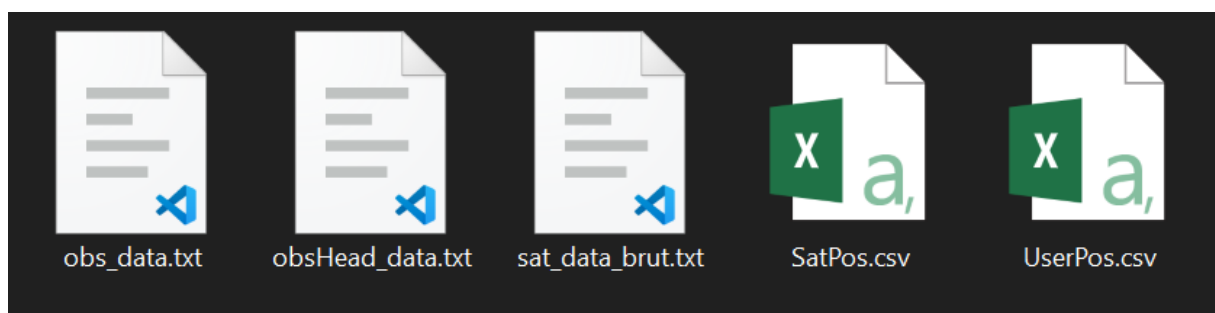 X a,
X a,
obs_data.txt
obsHead_data.txt
sat_data_brut.txt
SatPos.csv
UserPos.csv